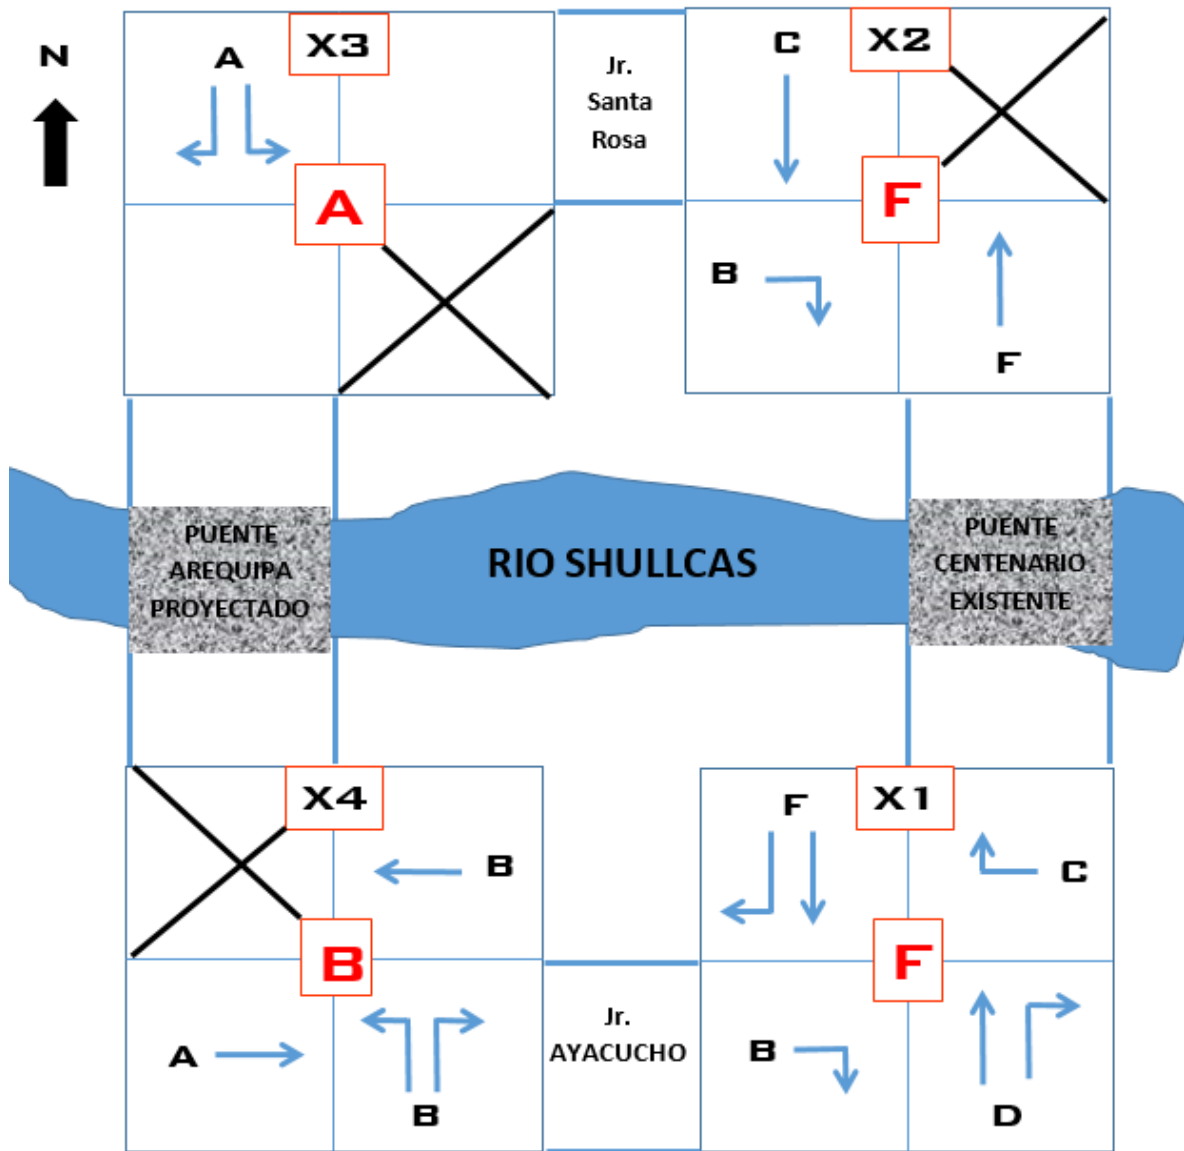 N
X3
A
A
Jr.
Santa
Rosa
X2
C
F
B
F
PUENTE
AREQUIPA
PROYECTADO
RIO SHULLCAS
PUENTE
CENTENARIO
EXISTENTE
X4
B
B
A
B
Jr.
AYACUCHO
X1
F
C
F
B
D